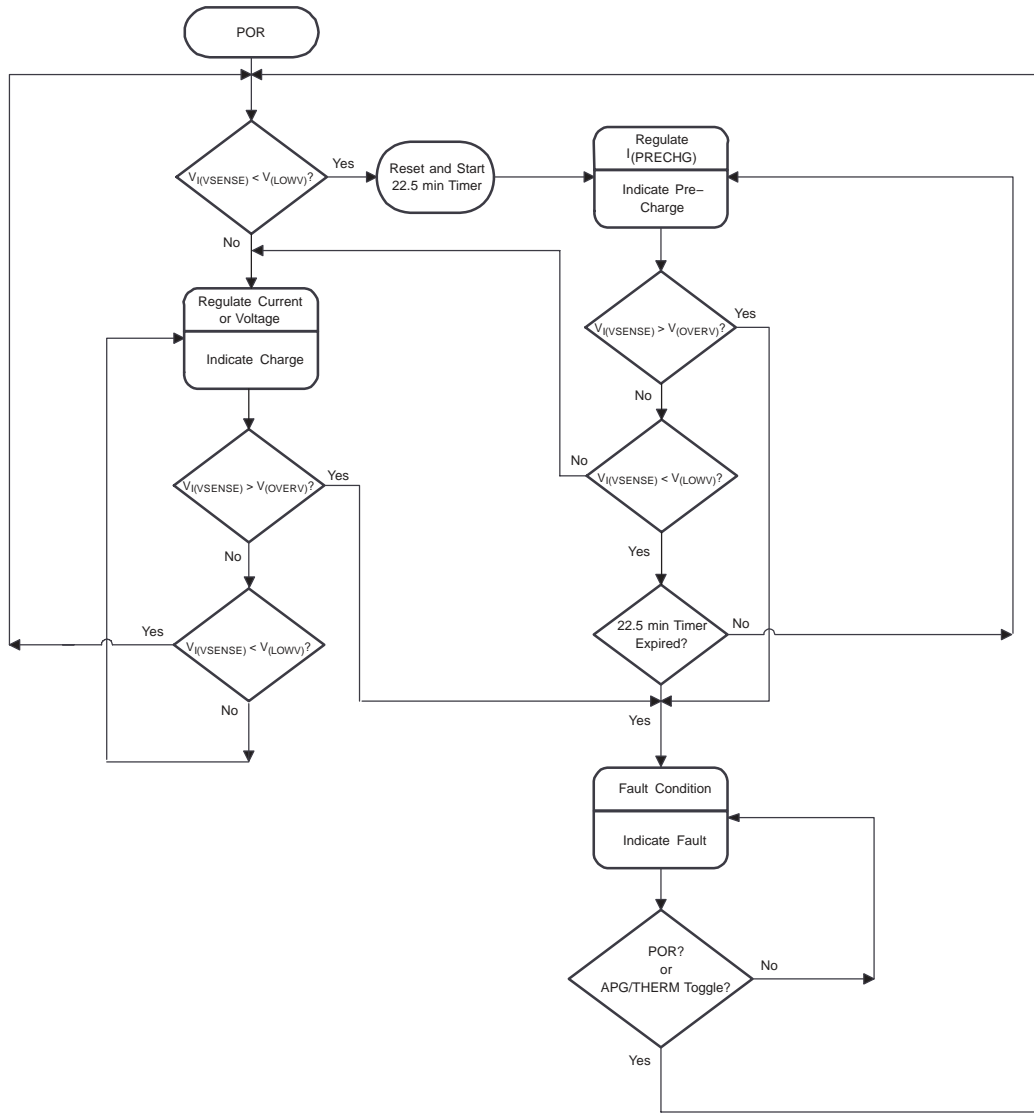 POR
V_I(VSENSE) < V_(LOWV)?
Yes
No
Reset and Start
22.5 min Timer
Regulate
I(PRECHG)
Indicate Pre–
Charge
V_I(VSENSE) > V_(OVERV)?
Yes
No
V_I(VSENSE) < V_(LOWV)?
No
Yes
22.5 min Timer
Expired?
No
Yes
Regulate Current
or Voltage
Indicate Charge
V_I(VSENSE) > V_(OVERV)?
Yes
No
V_I(VSENSE) < V_(LOWV)?
Yes
No
Fault Condition
Indicate Fault
POR?
or
APG/THERM Toggle?
No
Yes